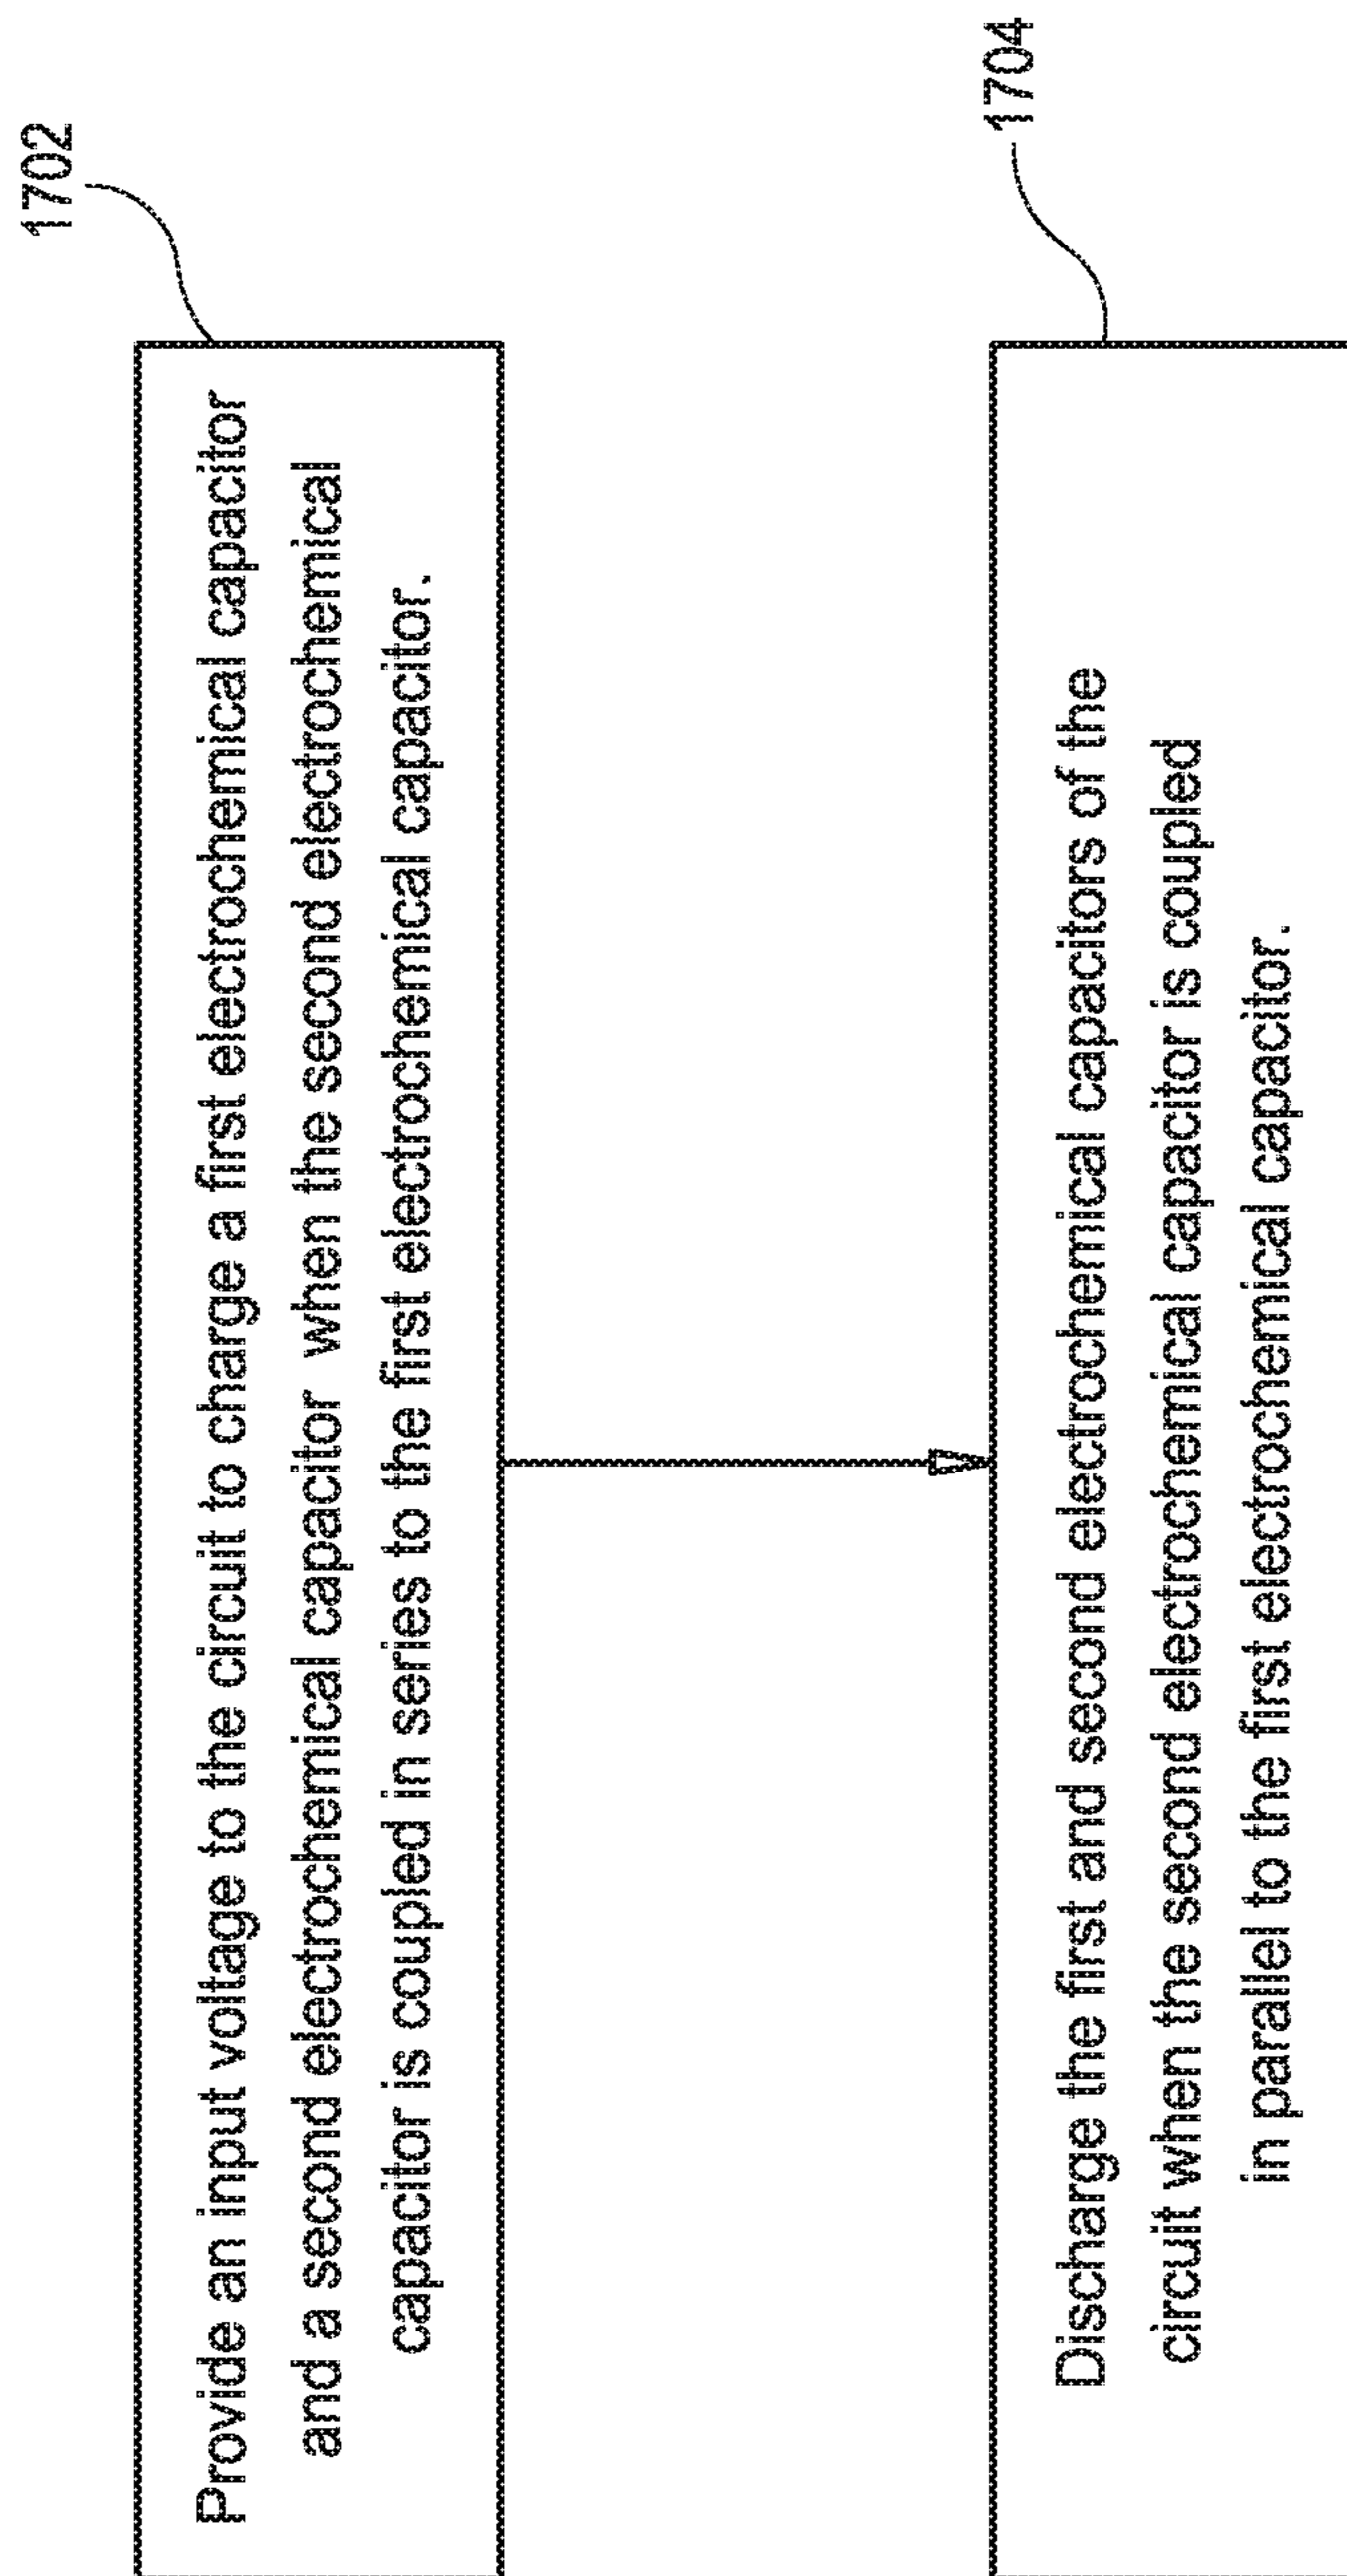 1702
Provide an input voltage to the circuit to charge a first electrochemical capacitor
and a second electrochemical capacitor when the second electrochemical
capacitor is coupled in series to the first electrochemical capacitor.
1704
Discharge the first and second electrochemical capacitors of the
circuit when the second electrochemical capacitor is coupled
in parallel to the first electrochemical capacitor.